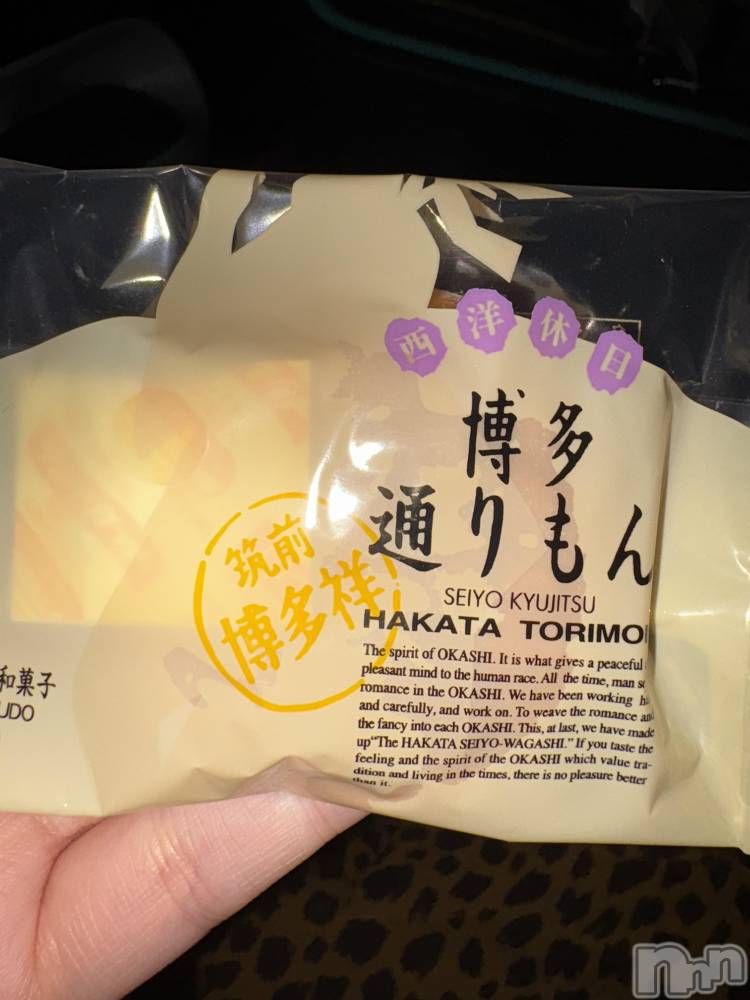 西洋休日
博多
通りもん
SEIYO KYUJITSU
HAKATA TORIMO
筑前
博多祥
The spirit of OKASHI. It is what gives a peaceful
pleasant mind to the human race. All the time, man
romance in the OKASHI. We have been working
and carefully, and work on. To weave the romance
the fancy into each OKASHI. This, at last, we have made
up "The HAKATA SEIYO-WAGASHI." If you taste the
feeling and the spirit of the OKASHI which value tra-
dition and living in the times, there is no pleasure better
than it.
和菓子
UDO
nnn